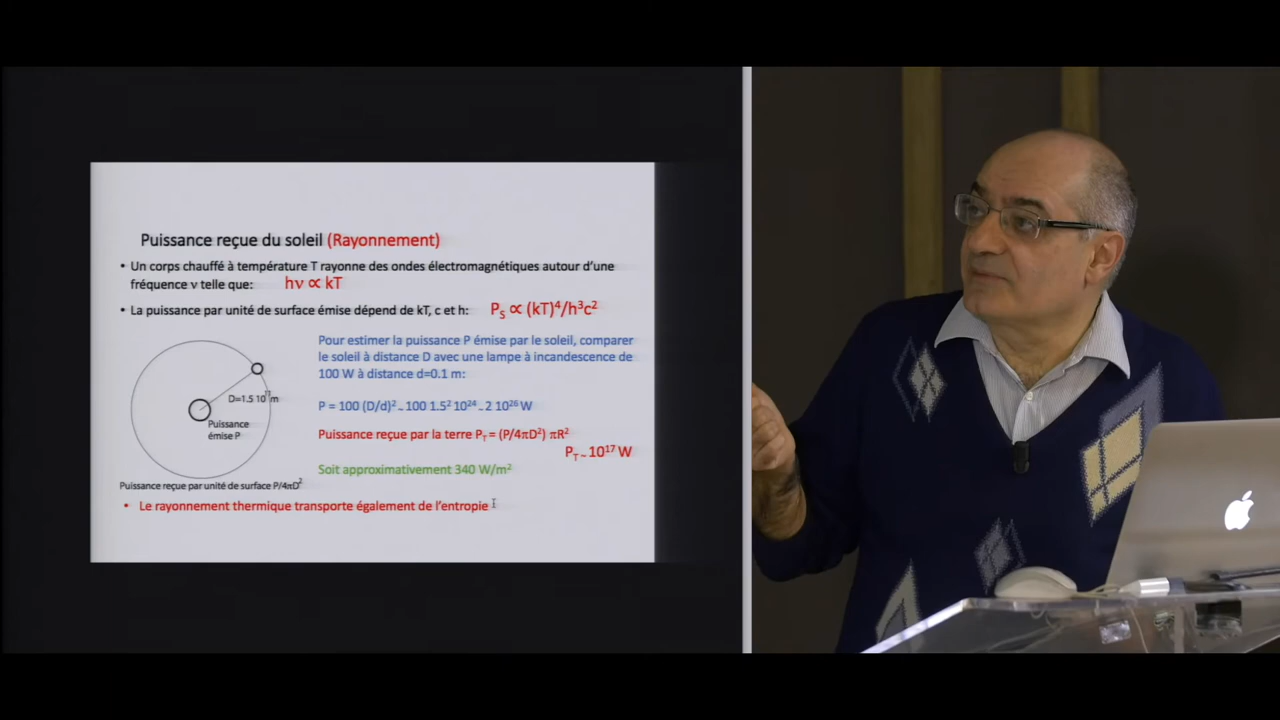 Puissance reçue du soleil (Rayonnement)
• Un corps chauffé à température T rayonne des ondes électromagnétiques autour d'une
fréquence ν telle que: hν ∝ kT
• La puissance par unité de surface émise dépend de kT, c et h: P_S ∝ (kT)⁴/h³c²
Pour estimer la puissance P émise par le soleil, comparer
le soleil à distance D avec une lampe à incandescence de
100 W à distance d=0.1 m:
D=1.5 10¹¹m
Puissance
émise P
P = 100 (D/d)² ~ 100 1.5² 10²⁴ ~ 2 10²⁶ W
Puissance reçue par la terre P_T = (P/4πD²) πR²
P_T ~ 10¹⁷ W
Soit approximativement 340 W/m²
Puissance reçue par unité de surface P/4πD²
• Le rayonnement thermique transporte également de l'entropie